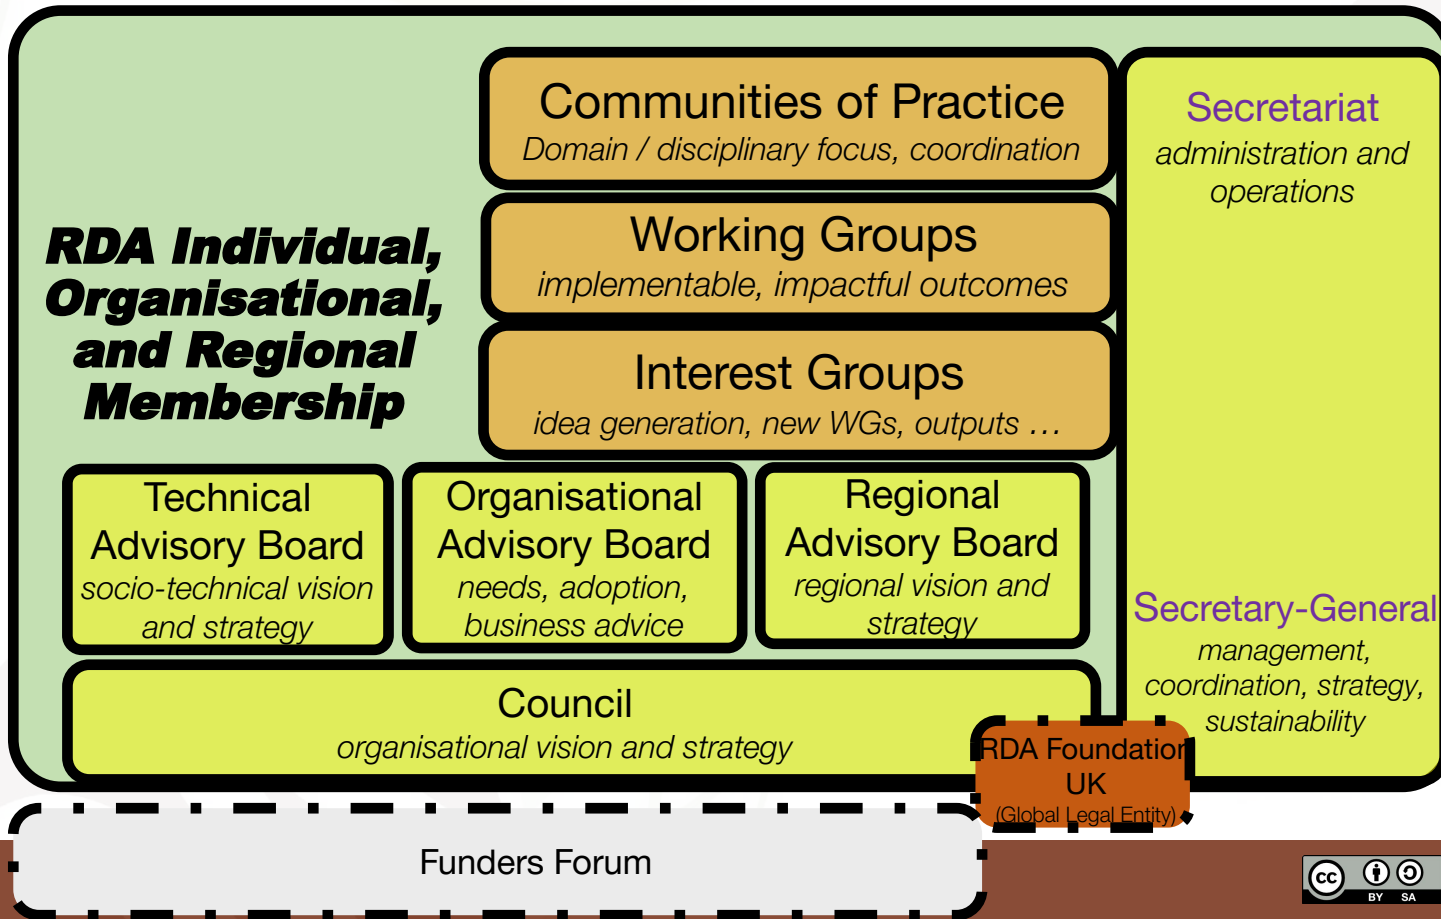 Communities of Practice
Domain / disciplinary focus, coordination
Working Groups
implementable, impactful outcomes
Interest Groups
idea generation, new WGs, outputs …
RDA Individual,
Organisational,
and Regional
Membership
Technical
Advisory Board
socio-technical vision
and strategy
Organisational
Advisory Board
needs, adoption,
business advice
Regional
Advisory Board
regional vision and
strategy
Council
organisational vision and strategy
Secretariat
administration and
operations
Secretary-General
management,
coordination, strategy,
sustainability
RDA Foundation
UK
(Global Legal Entity)
Funders Forum
cc
BY SA